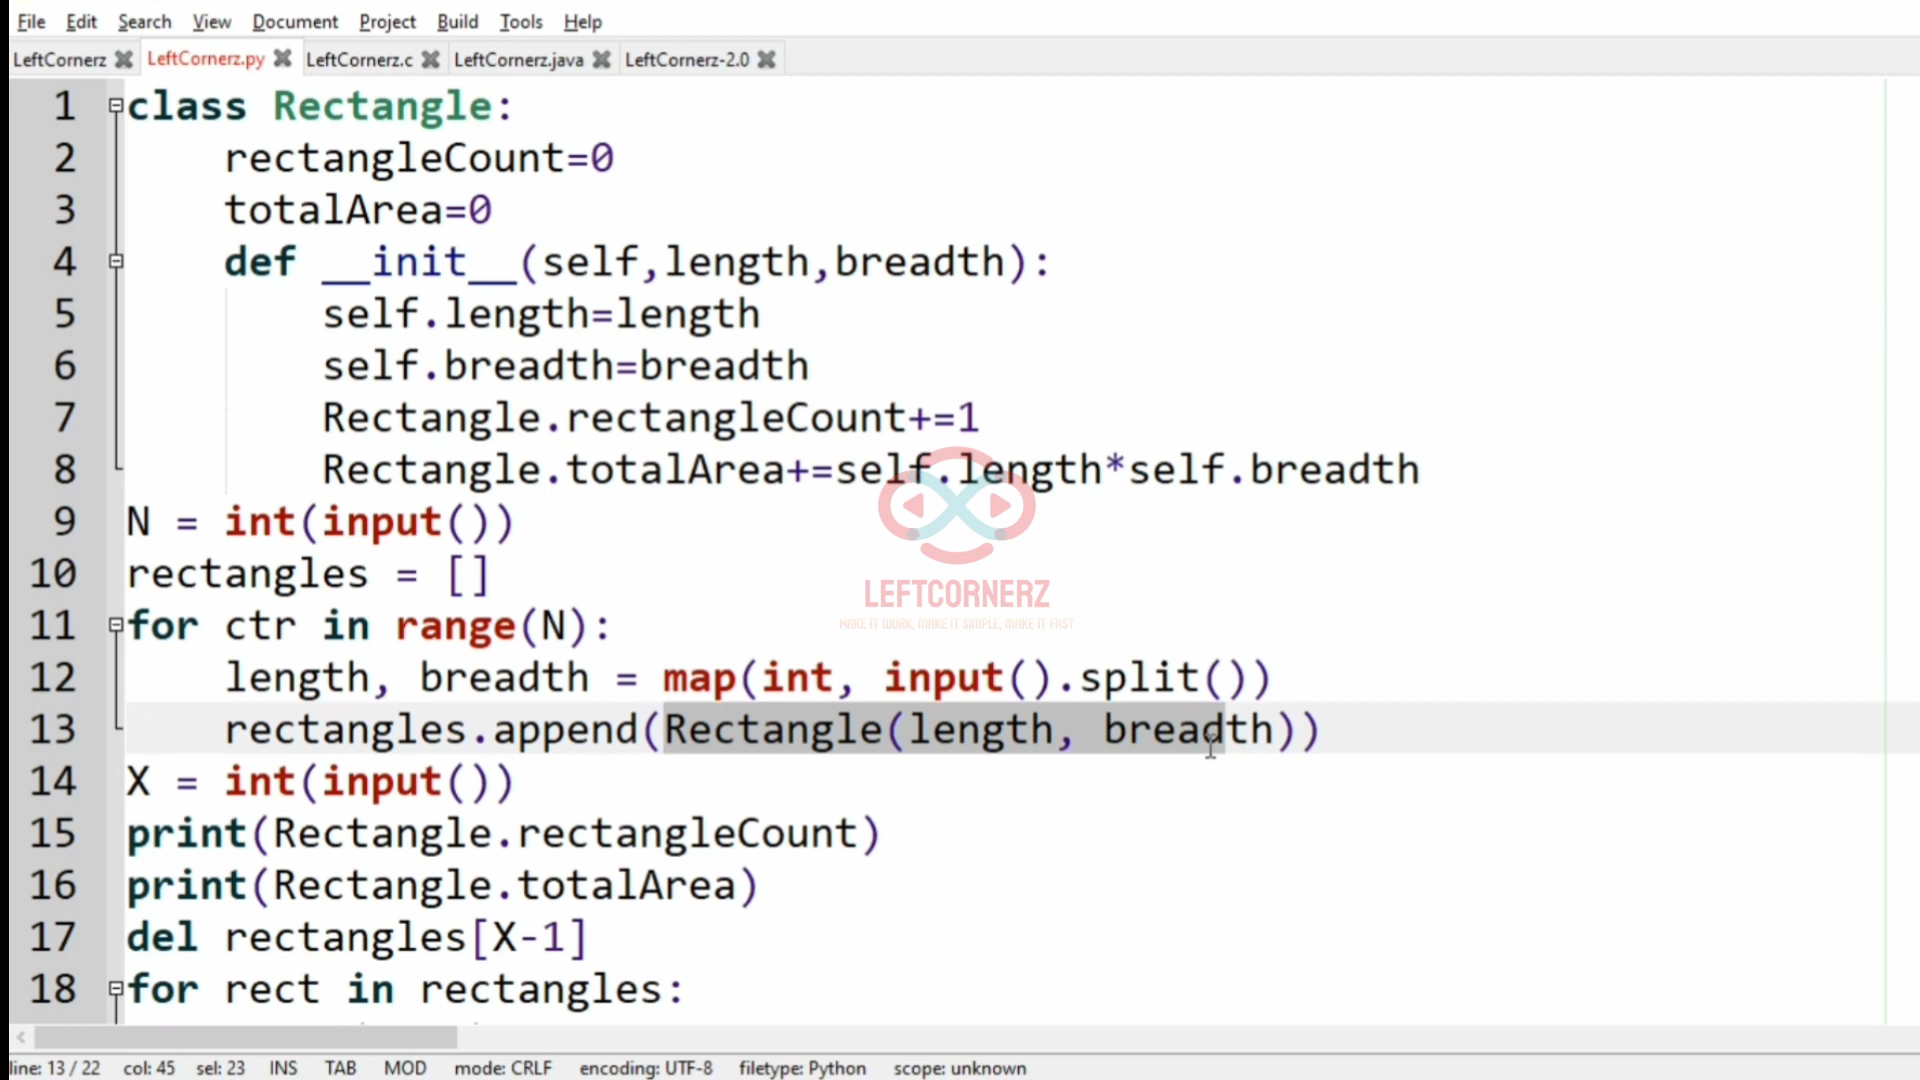 File Edit Search View Document Project Build Tools Help
LeftCornerz LeftCornerz.py LeftCornerz.c LeftCornerz.java LeftCornerz-2.0
1 class Rectangle:
2 rectangleCount=0
3 totalArea=0
4 def __init__(self,length,breadth):
5 self.length=length
6 self.breadth=breadth
7 Rectangle.rectangleCount+=1
8 Rectangle.totalArea+=self.length*self.breadth
9 N = int(input())
10 rectangles = []
11 for ctr in range(N):
12 length, breadth = map(int, input().split())
13 rectangles.append(Rectangle(length, breadth))
14 X = int(input())
15 print(Rectangle.rectangleCount)
16 print(Rectangle.totalArea)
17 del rectangles[X-1]
18 for rect in rectangles:
LEFTCORNERZ
MAKE IT WORK, MAKE IT SIMPLE, MAKE IT FAST
line: 13 / 22 col: 45 sel: 23 INS TAB MOD mode: CRLF encoding: UTF-8 filetype: Python scope: unknown